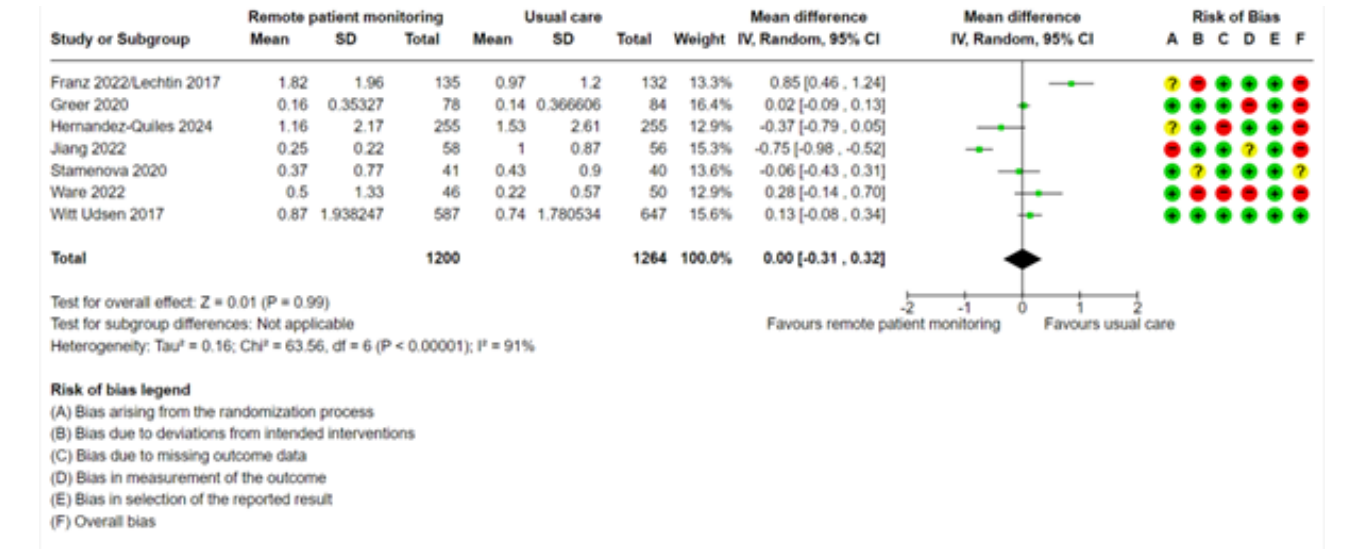 Remote patient monitoring Usual care Mean difference Mean difference Risk of Bias
Study or Subgroup Mean SD Total Mean SD Total Weight IV, Random, 95% CI IV, Random, 95% CI A B C D E F
Franz 2022/Lechtin 2017 1.82 1.96 135 0.97 1.2 132 13.3% 0.85 [0.46 , 1.24] ? - + + + -
Greer 2020 0.16 0.35327 78 0.14 0.366606 84 16.4% 0.02 [-0.09 , 0.13] + + + - + -
Hernandez-Quiles 2024 1.16 2.17 255 1.53 2.61 255 12.9% -0.37 [-0.79 , 0.05] ? + - + + -
Jiang 2022 0.25 0.22 58 1 0.87 56 15.3% -0.75 [-0.98 , -0.52] - + + ? + -
Stamenova 2020 0.37 0.77 41 0.43 0.9 40 13.6% -0.06 [-0.43 , 0.31] + ? + + + ?
Ware 2022 0.5 1.33 46 0.22 0.57 50 12.9% 0.28 [-0.14 , 0.70] + - - - + -
Witt Udsen 2017 0.87 1.938247 587 0.74 1.780534 647 15.6% 0.13 [-0.08 , 0.34] + + + + + +
Total 1200 1264 100.0% 0.00 [-0.31 , 0.32]
Test for overall effect: Z = 0.01 (P = 0.99)
-2 -1 0 1 2
Test for subgroup differences: Not applicable
Favours remote patient monitoring Favours usual care
Heterogeneity: Tau² = 0.16; Chi² = 63.56, df = 6 (P < 0.00001); I² = 91%
Risk of bias legend
(A) Bias arising from the randomization process
(B) Bias due to deviations from intended interventions
(C) Bias due to missing outcome data
(D) Bias in measurement of the outcome
(E) Bias in selection of the reported result
(F) Overall bias